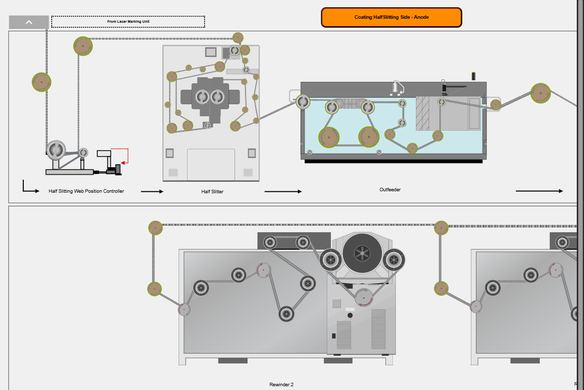 From Laser Marking Unit
Coating Half Slitting Side - Anode
Half Slitting Web Position Controller
Half Slitter
Outfeeder
Rewinder 2